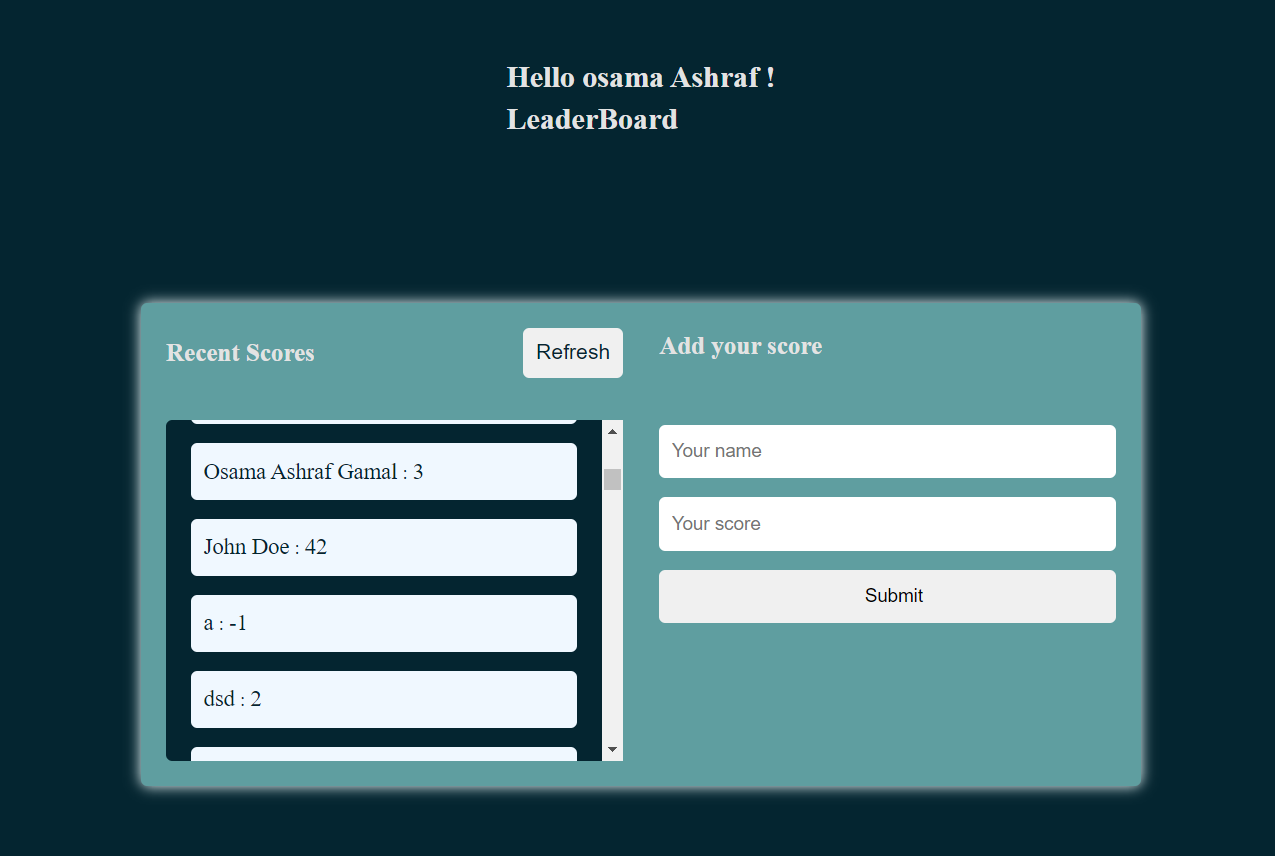 Hello osama Ashraf !
LeaderBoard
Recent Scores
Refresh
Osama Ashraf Gamal : 3
John Doe : 42
a : -1
dsd : 2
Add your score
Your name
Your score
Submit